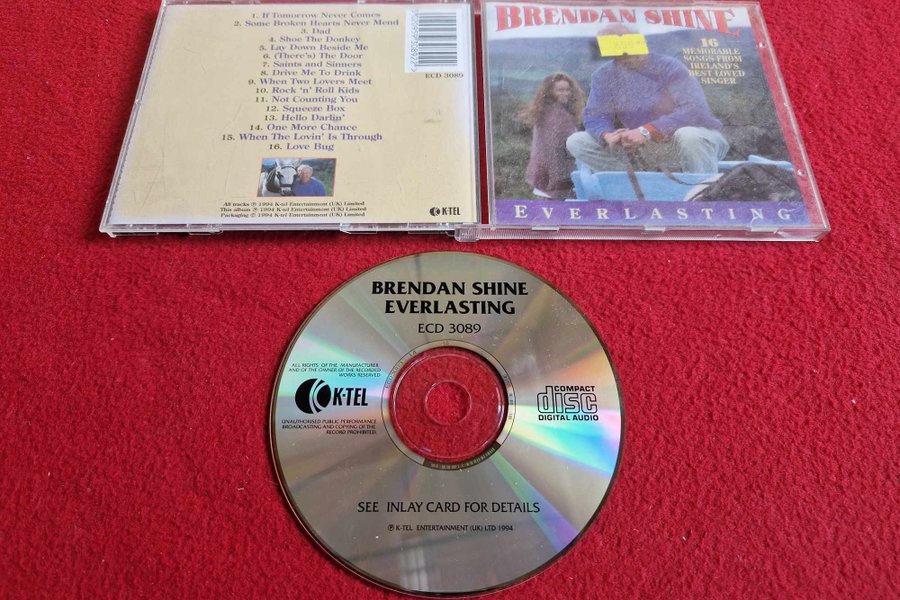 1. If Tomorrow Never Comes
2. Some Broken Hearts Never Mend
3. Dad
4. Shoe The Donkey
5. Lay Down Beside Me
6. (There's) The Door
7. Saints and Sinners
8. Drive Me To Drink
9. When Two Lovers Meet
10. Rock 'n' Roll Kids
11. Not Counting You
12. Squeeze Box
13. Hello Darlin'
14. One More Chance
15. When The Lovin' Is Through
16. Love Bug
ECD 3089
All tracks ℗ 1994 K-tel Entertainment (UK) Limited
This album ℗ 1994 K-tel Entertainment (UK) Limited
Packaging © 1994 K-tel Entertainment (UK) Limited
K-TEL
BRENDAN SHINE
16
MEMORABLE
SONGS FROM
IRELAND'S
BEST LOVED
SINGER
EVERLASTING
BRENDAN SHINE
EVERLASTING
ECD 3089
ALL RIGHTS OF THE MANUFACTURER
AND OF THE OWNER OF THE RECORDED
WORKS RESERVED
K-TEL
UNAUTHORISED PUBLIC PERFORMANCE
BROADCASTING AND COPYING OF THIS
RECORD PROHIBITED.
COMPACT
disc
DIGITAL AUDIO
SEE INLAY CARD FOR DETAILS
℗ K-TEL ENTERTAINMENT (UK) LTD 1994